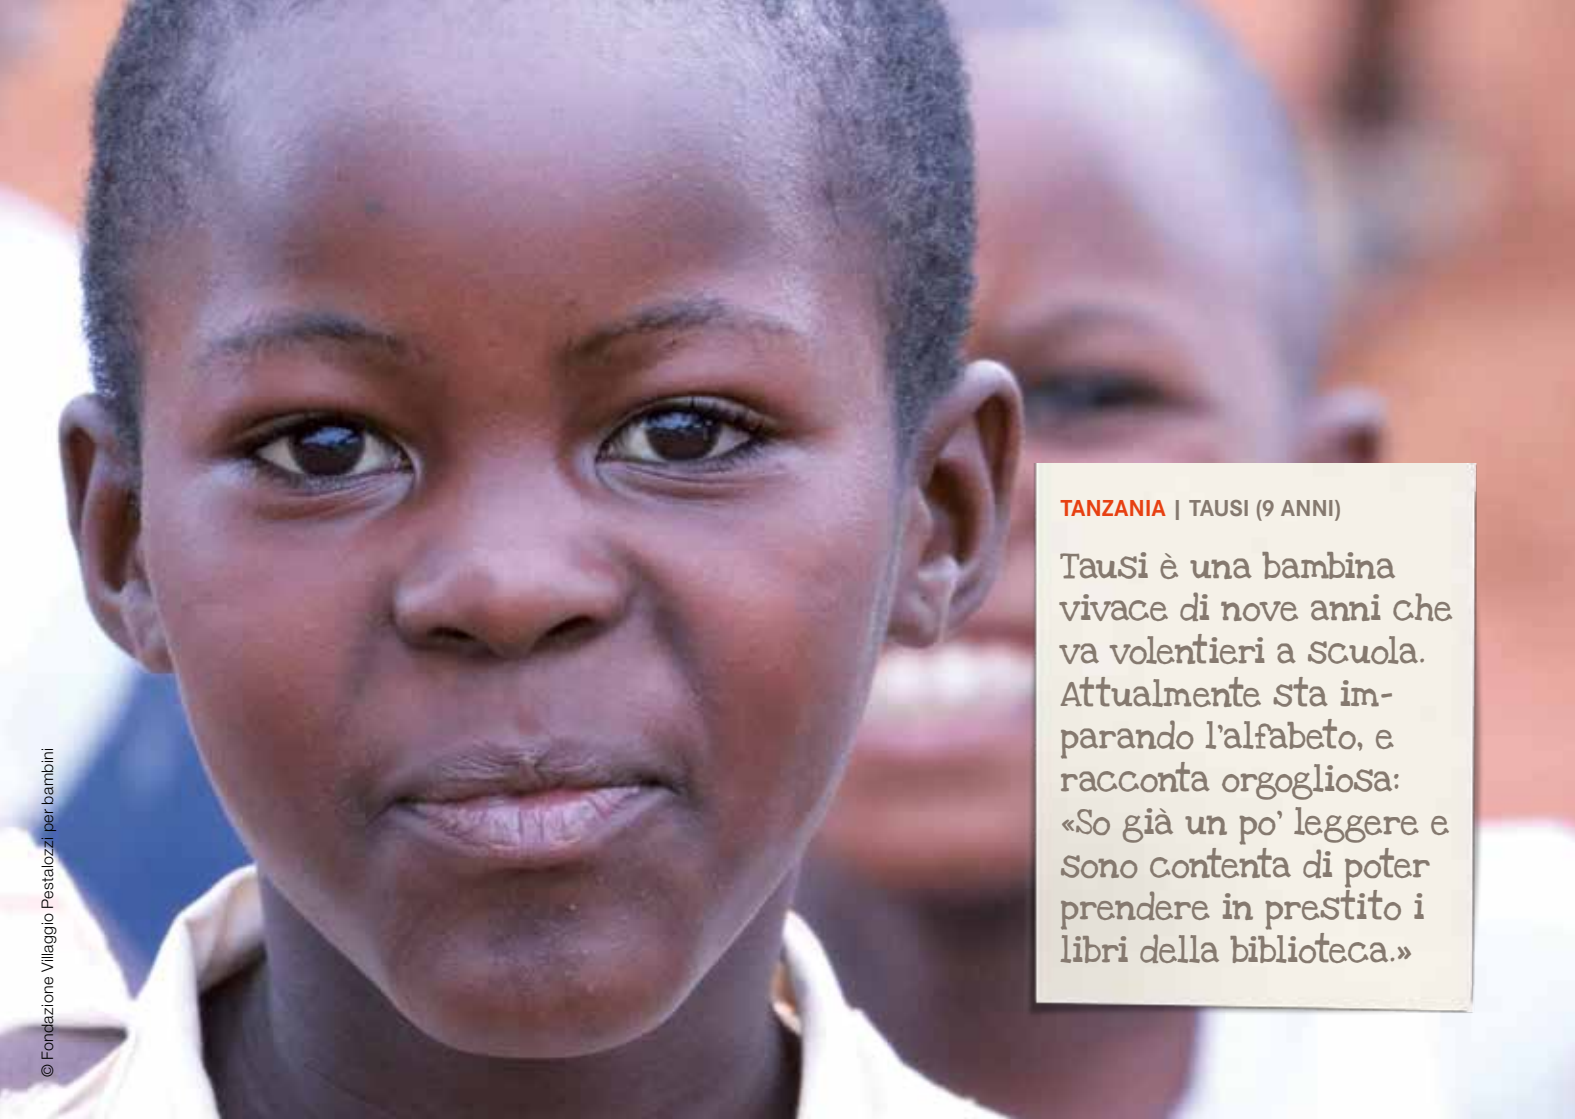 TANZANIA | TAUSI (9 ANNI)
Tausi è una bambina
vivace di nove anni che
va volentieri a scuola.
Attualmente sta im-
parando l'alfabeto, e
racconta orgogliosa:
«So già un po' leggere e
sono contenta di poter
prendere in prestito i
libri della biblioteca.»
© Fondazione Villaggio Pestalozzi per bambini